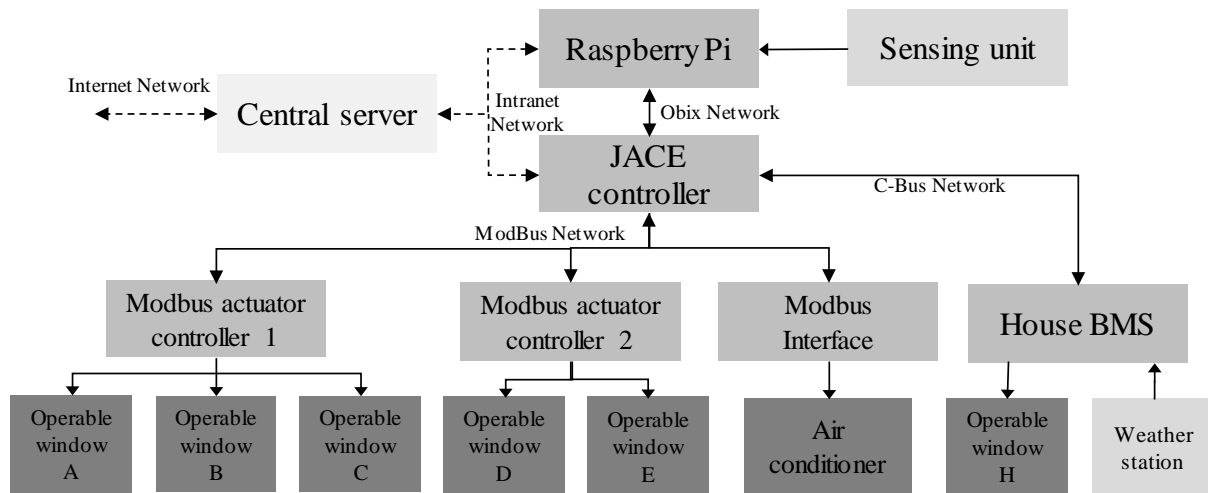 Raspberry Pi
Sensing unit
Internet Network
Central server
Intranet
Network
Obix Network
JACE
controller
C-Bus Network
ModBus Network
Modbus actuator
controller 1
Modbus actuator
controller 2
Modbus
Interface
House BMS
Operable
window
A
Operable
window
B
Operable
window
C
Operable
window
D
Operable
window
E
Air
conditioner
Operable
window
H
Weather
station